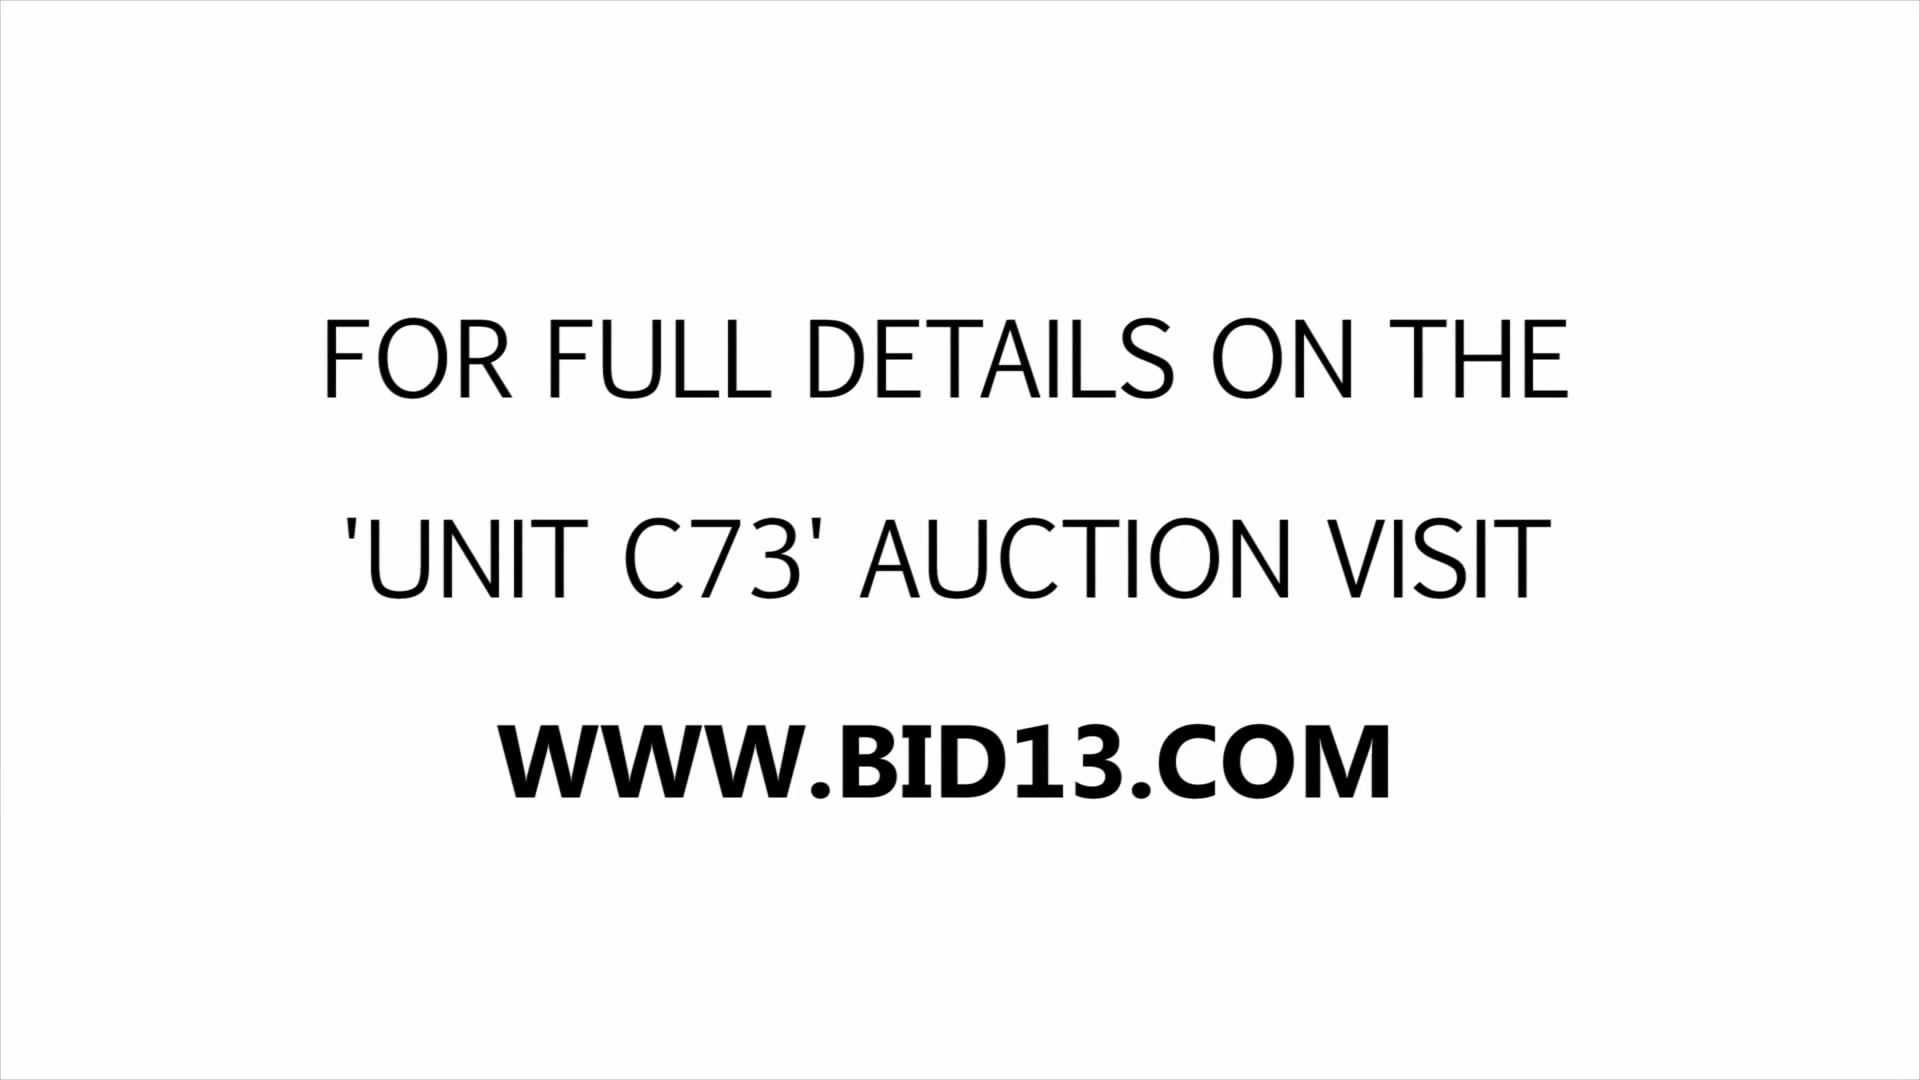 FOR FULL DETAILS ON THE
'UNIT C73' AUCTION VISIT
WWW.BID13.COM